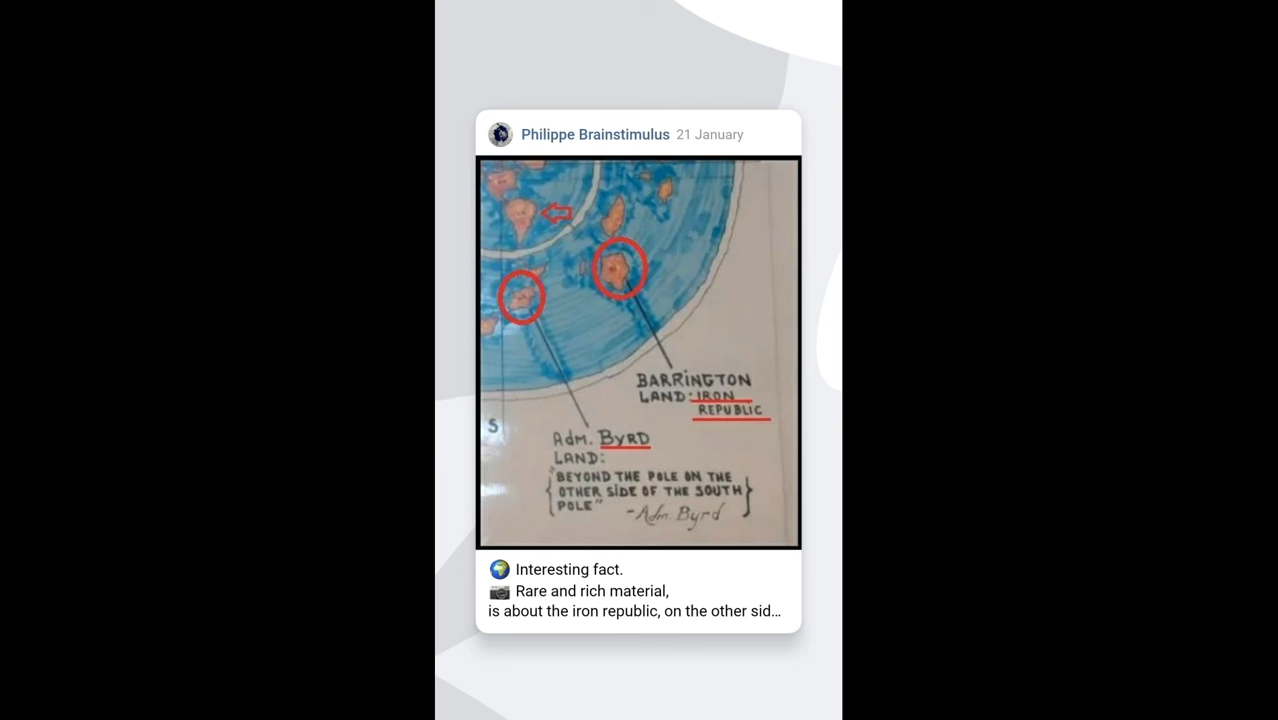 Philippe Brainstimulus 21 January
BARRiNGTON
LAND: IRON
REPUBLIC
S
Adm. ByRD
LAND:
"BEYOND THE POLE ON THE
OTHER SiDE OF THE SOUTH
POLE"
-Adm. Byrd
Interesting fact.
Rare and rich material,
is about the iron republic, on the other sid...